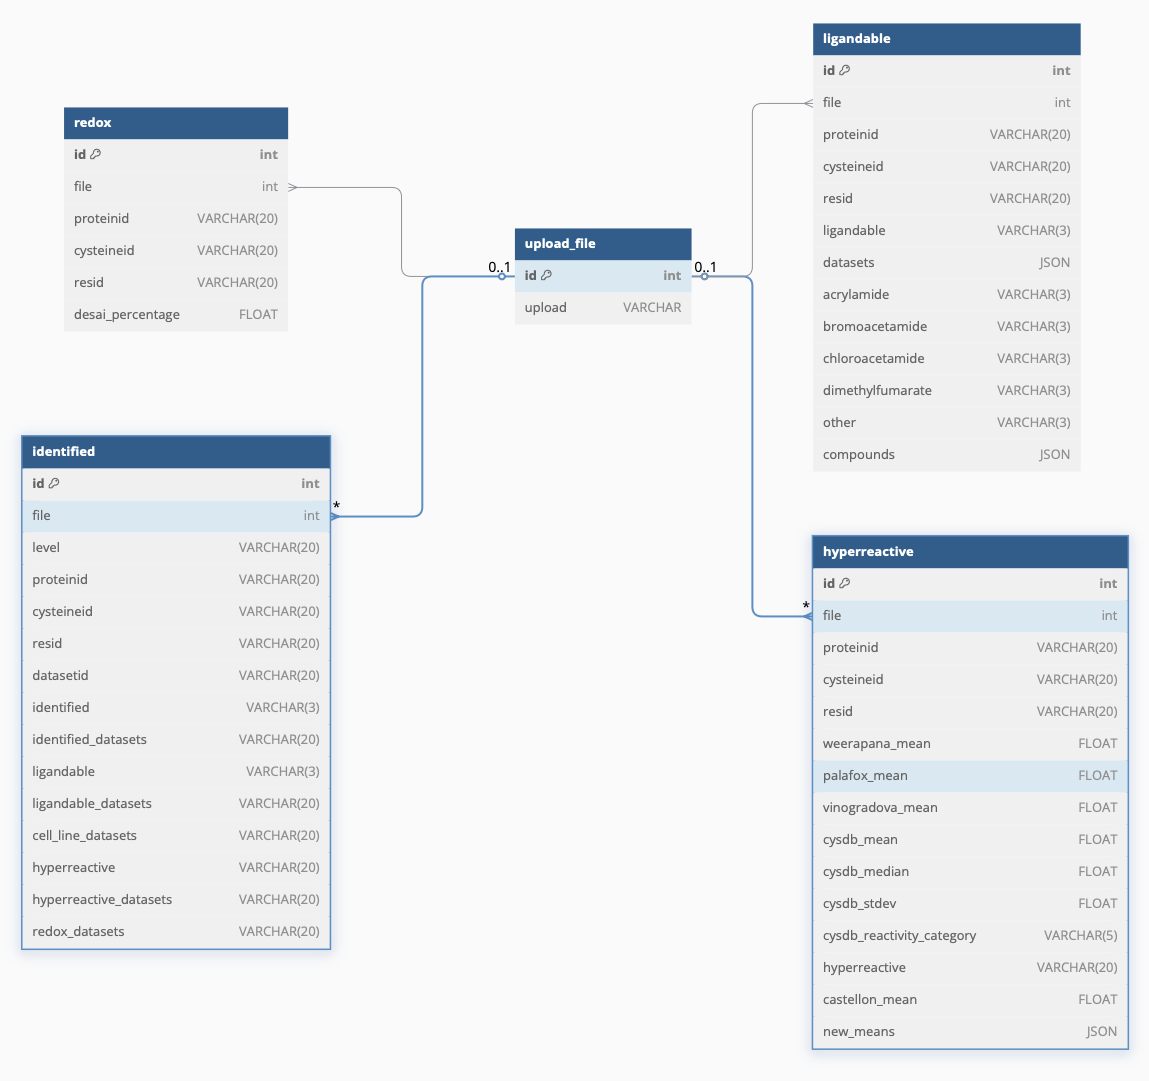 redox
id int
file int
proteinid VARCHAR(20)
cysteineid VARCHAR(20)
resid VARCHAR(20)
desai_percentage FLOAT
identified
id int
file int
*
level VARCHAR(20)
proteinid VARCHAR(20)
cysteineid VARCHAR(20)
resid VARCHAR(20)
datasetid VARCHAR(20)
identified VARCHAR(3)
identified_datasets VARCHAR(20)
ligandable VARCHAR(3)
ligandable_datasets VARCHAR(20)
cell_line_datasets VARCHAR(20)
hyperreactive VARCHAR(20)
hyperreactive_datasets VARCHAR(20)
redox_datasets VARCHAR(20)
upload_file
0..1
id int
0..1
upload VARCHAR
ligandable
id int
file int
proteinid VARCHAR(20)
cysteineid VARCHAR(20)
resid VARCHAR(20)
ligandable VARCHAR(3)
datasets JSON
acrylamide VARCHAR(3)
bromoacetamide VARCHAR(3)
chloroacetamide VARCHAR(3)
dimethylfumarate VARCHAR(3)
other VARCHAR(3)
compounds JSON
hyperreactive
id int
*
file int
proteinid VARCHAR(20)
cysteineid VARCHAR(20)
resid VARCHAR(20)
weerapana_mean FLOAT
palafox_mean FLOAT
vinogradova_mean FLOAT
cysdb_mean FLOAT
cysdb_median FLOAT
cysdb_stdev FLOAT
cysdb_reactivity_category VARCHAR(5)
hyperreactive VARCHAR(20)
castellon_mean FLOAT
new_means JSON